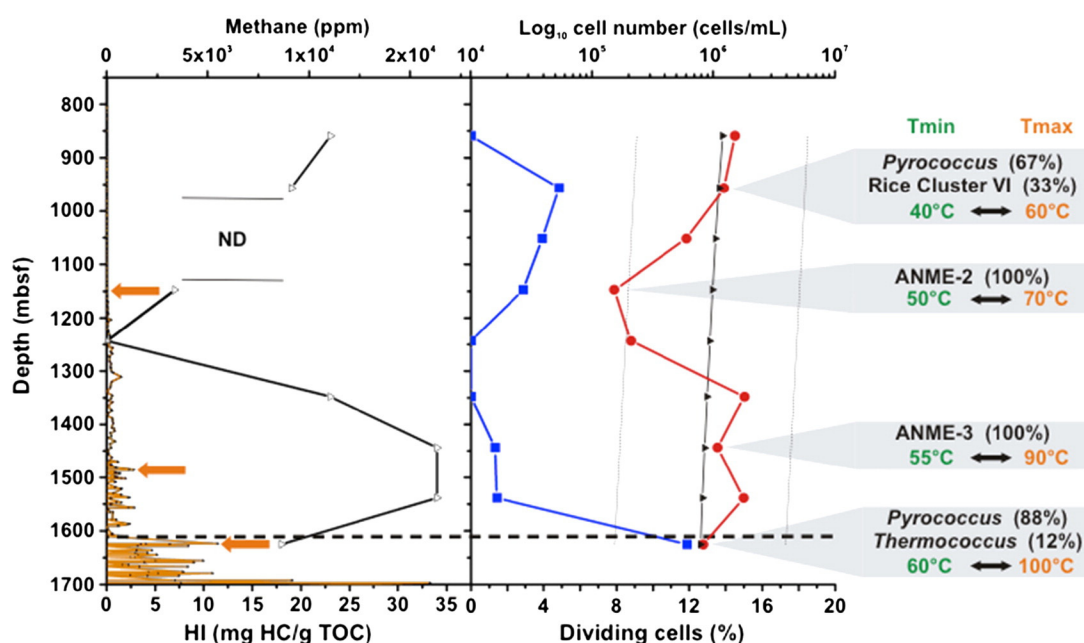 Methane (ppm)
0 5x10³ 1x10⁴ 2x10⁴
Log₁₀ cell number (cells/mL)
10⁴ 10⁵ 10⁶ 10⁷
Depth (mbsf)
800
900
1000
1100
1200
1300
1400
1500
1600
1700
ND
Tmin Tmax
Pyrococcus (67%)
Rice Cluster VI (33%)
40°C 60°C
ANME-2 (100%)
50°C 70°C
ANME-3 (100%)
55°C 90°C
Pyrococcus (88%)
Thermococcus (12%)
60°C 100°C
0 5 10 15 20 25 30 35
HI (mg HC/g TOC)
0 4 8 12 16 20
Dividing cells (%)